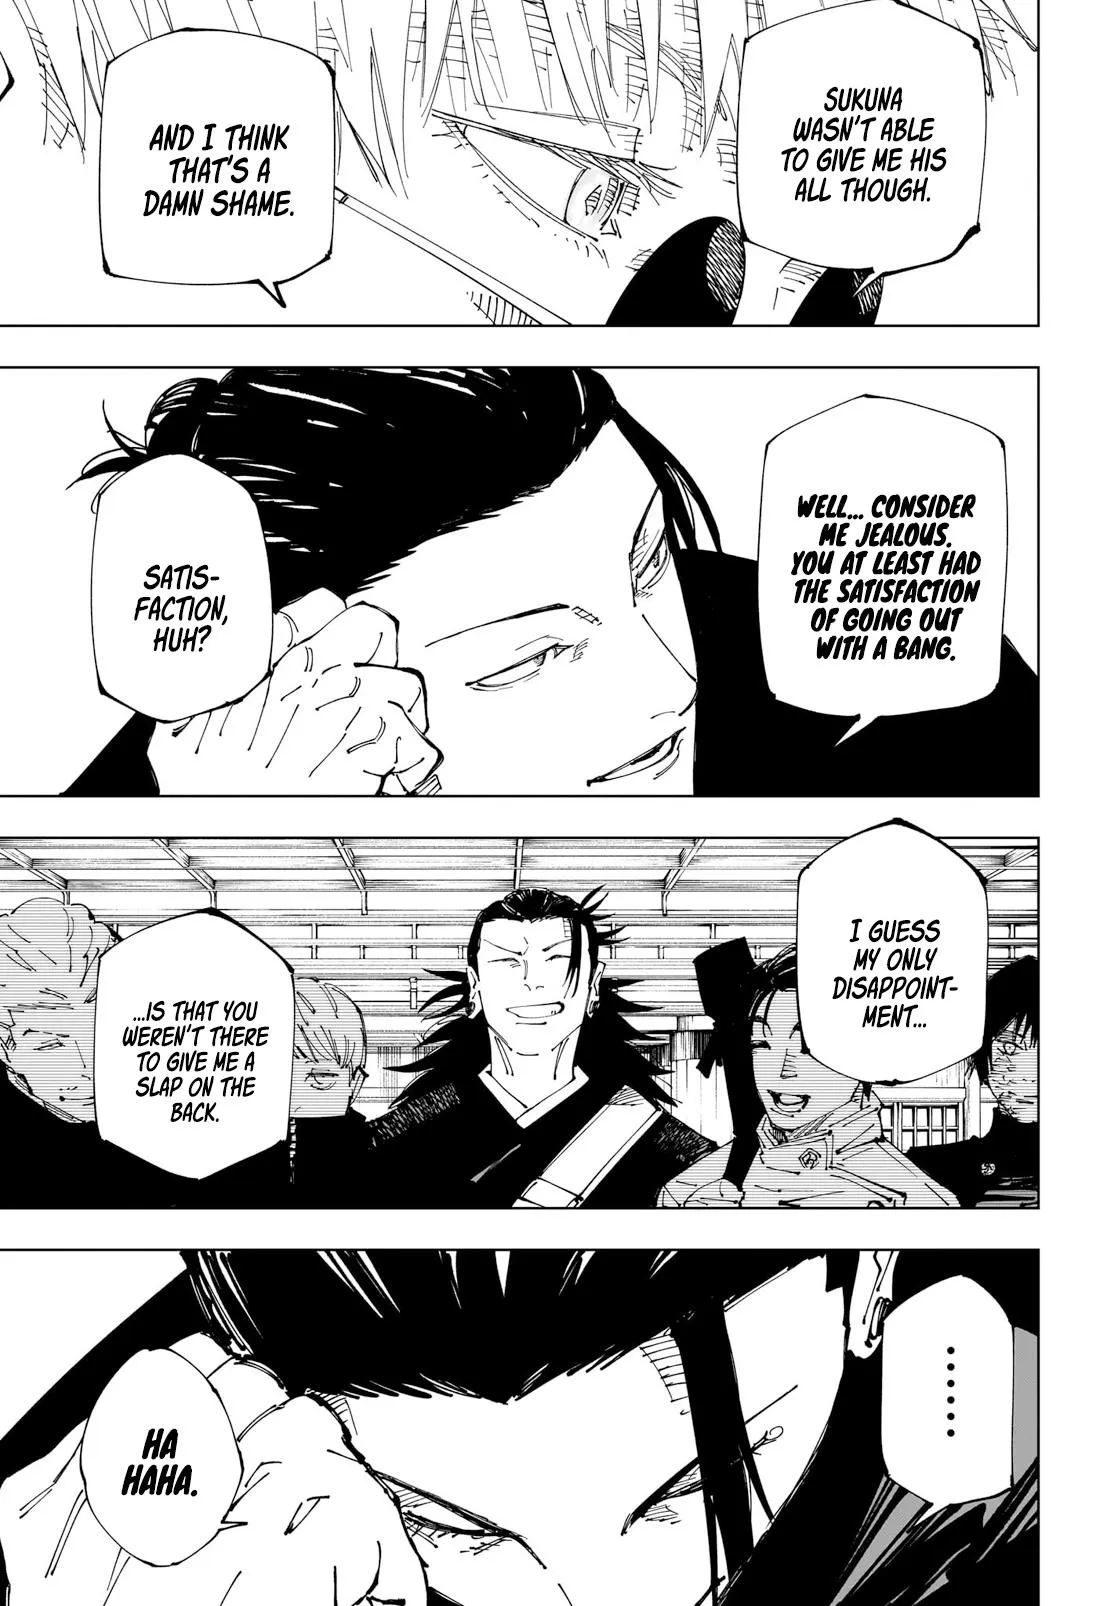 SUKUNA
WASN'T ABLE
TO GIVE ME HIS
ALL THOUGH.
AND I THINK
THAT'S A
DAMN SHAME.
WELL... CONSIDER
ME JEALOUS.
YOU AT LEAST HAD
THE SATISFACTION
OF GOING OUT
WITH A BANG.
SATIS-
FACTION,
HUH?
I GUESS
MY ONLY
DISAPPOINT-
MENT...
...IS THAT YOU
WEREN'T THERE
TO GIVE ME A
SLAP ON THE
BACK.
......
HA
HAHA.